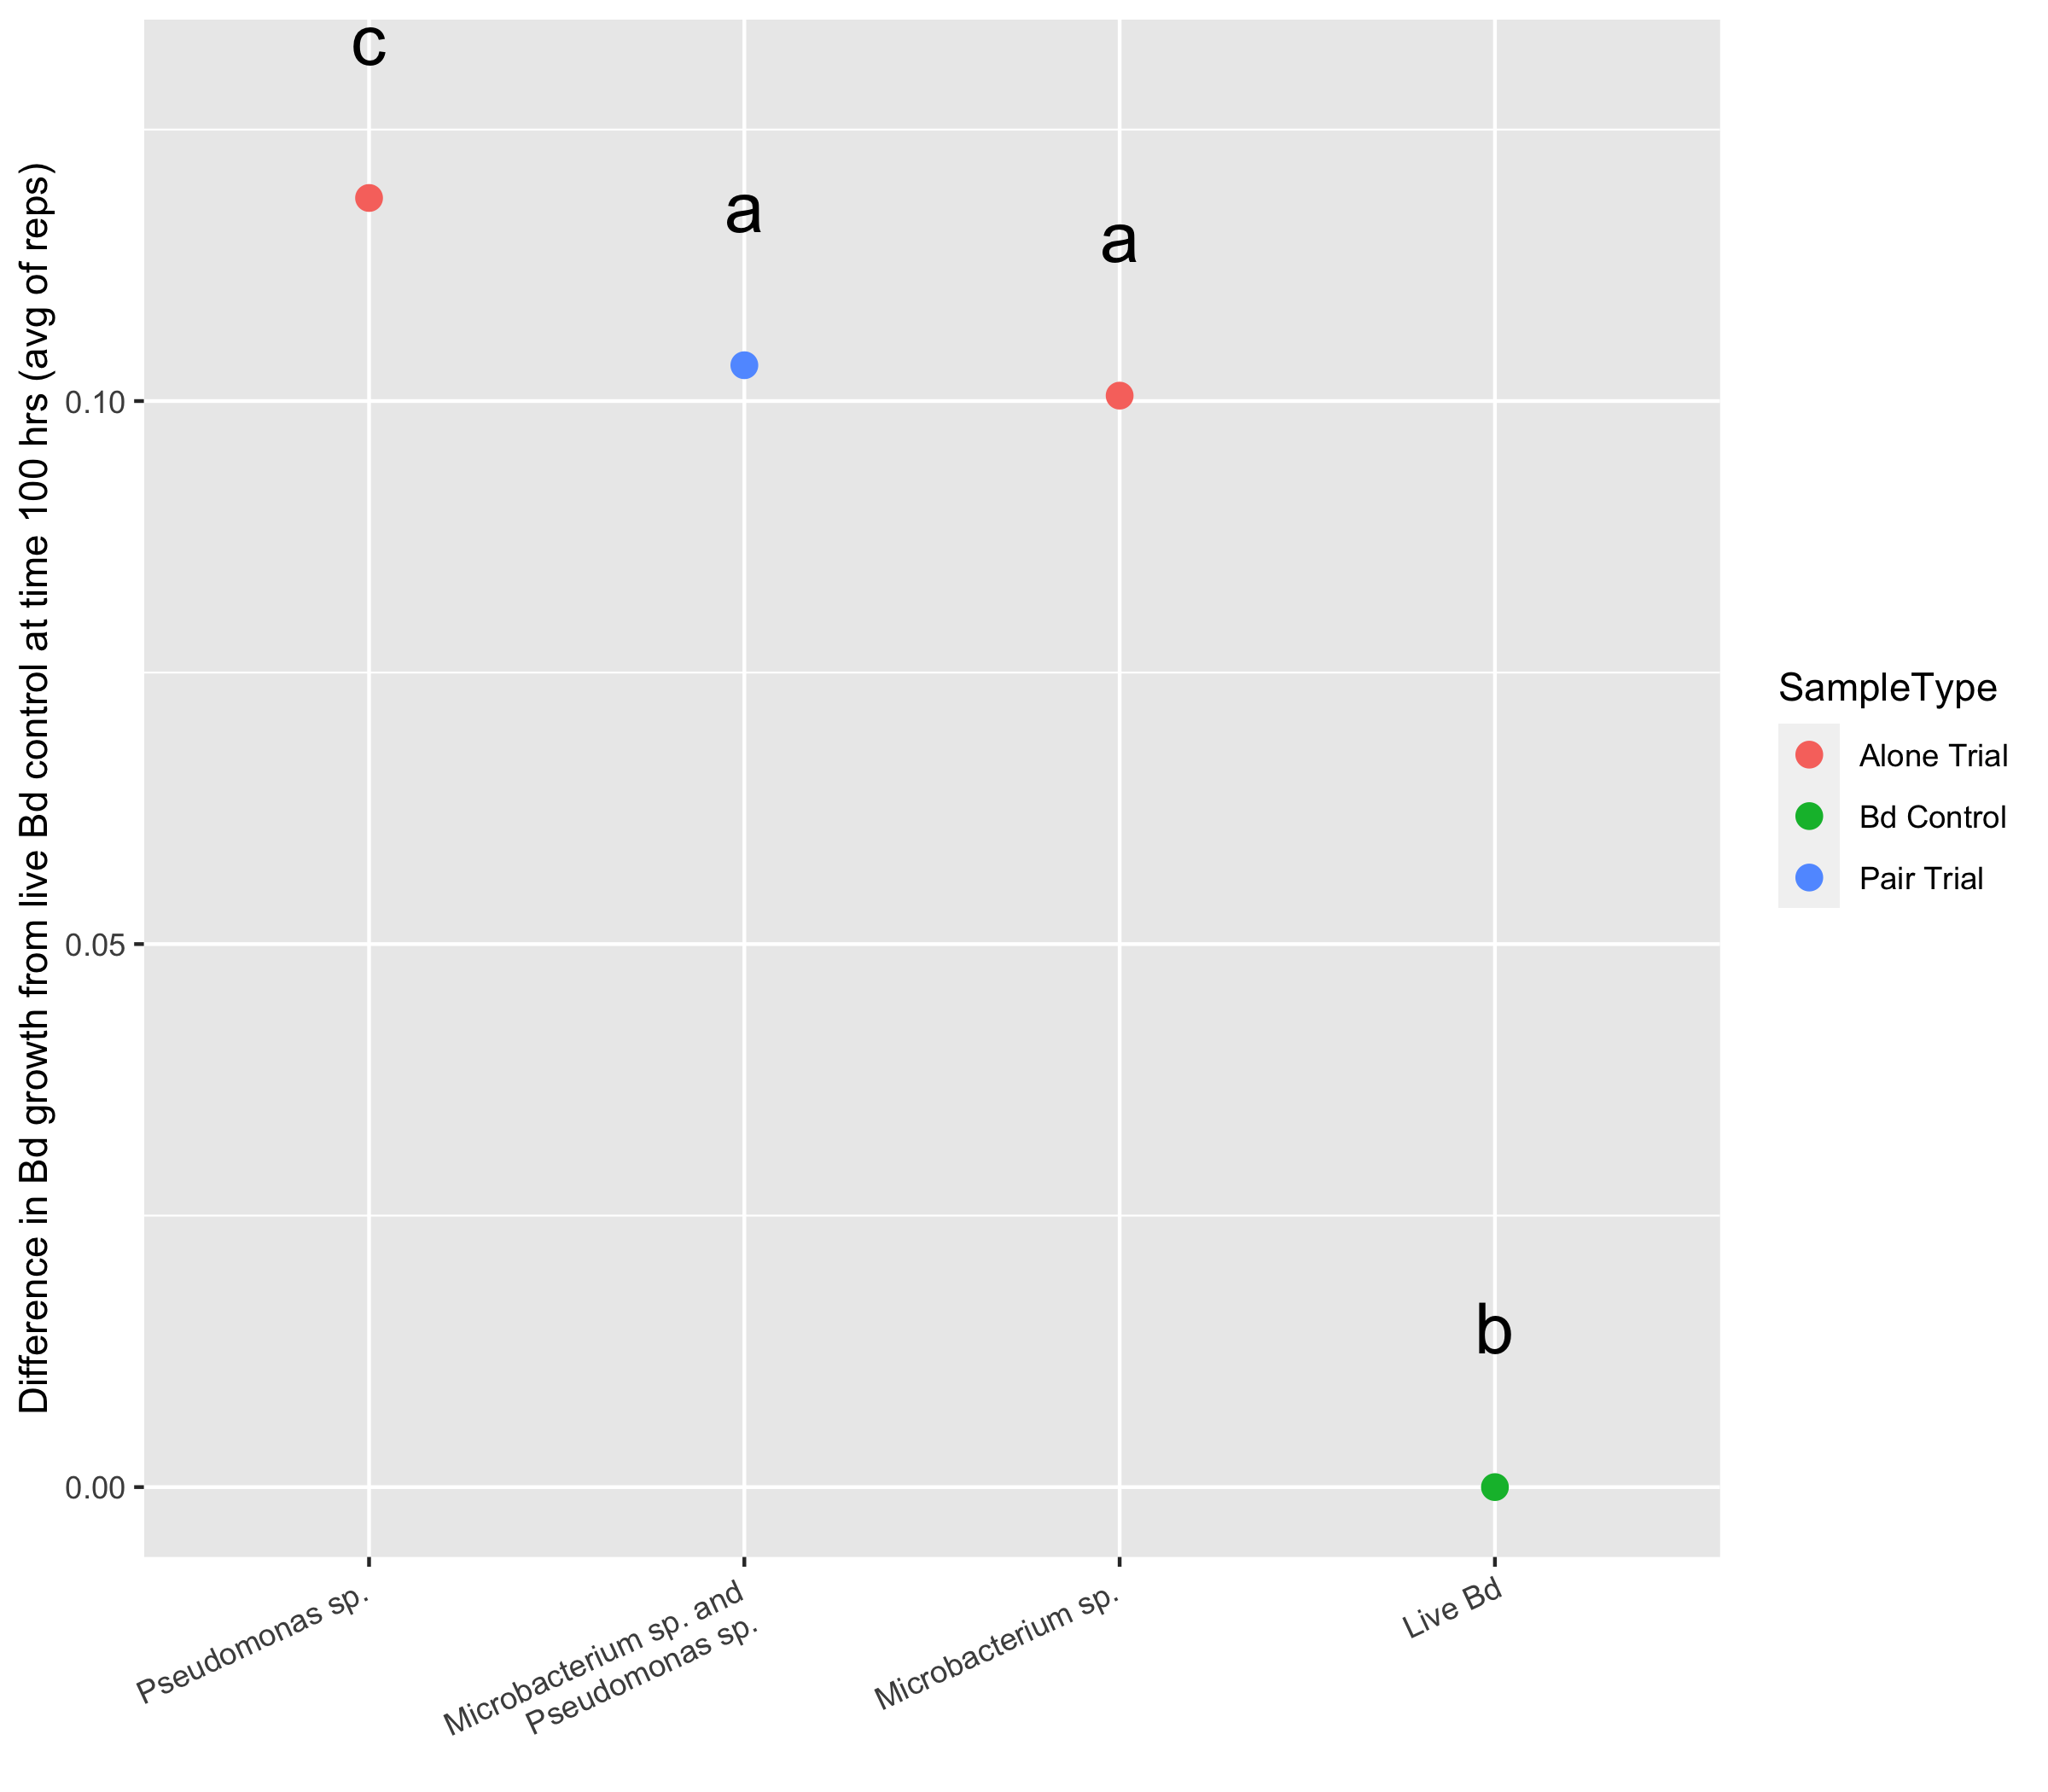 Difference in Bd growth from live Bd control at time 100 hrs (avg of reps)
0.10
0.05
0.00
c
a
a
b
Pseudomonas sp.
Microbacterium sp. and
Pseudomonas sp.
Microbacterium sp.
Live Bd
SampleType
Alone Trial
Bd Control
Pair Trial